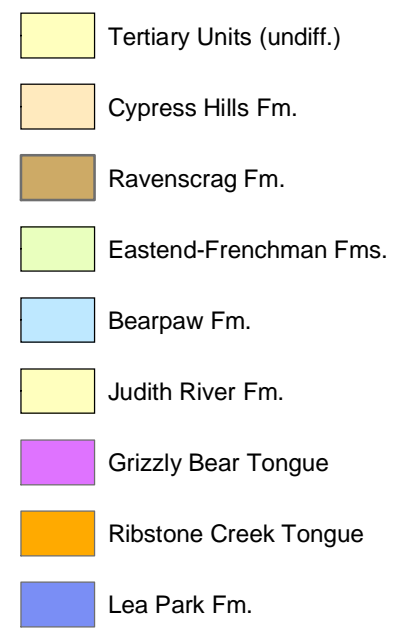 Tertiary Units (undiff.)
Cypress Hills Fm.
Ravenscrag Fm.
Eastend-Frenchman Fms.
Bearpaw Fm.
Judith River Fm.
Grizzly Bear Tongue
Ribstone Creek Tongue
Lea Park Fm.